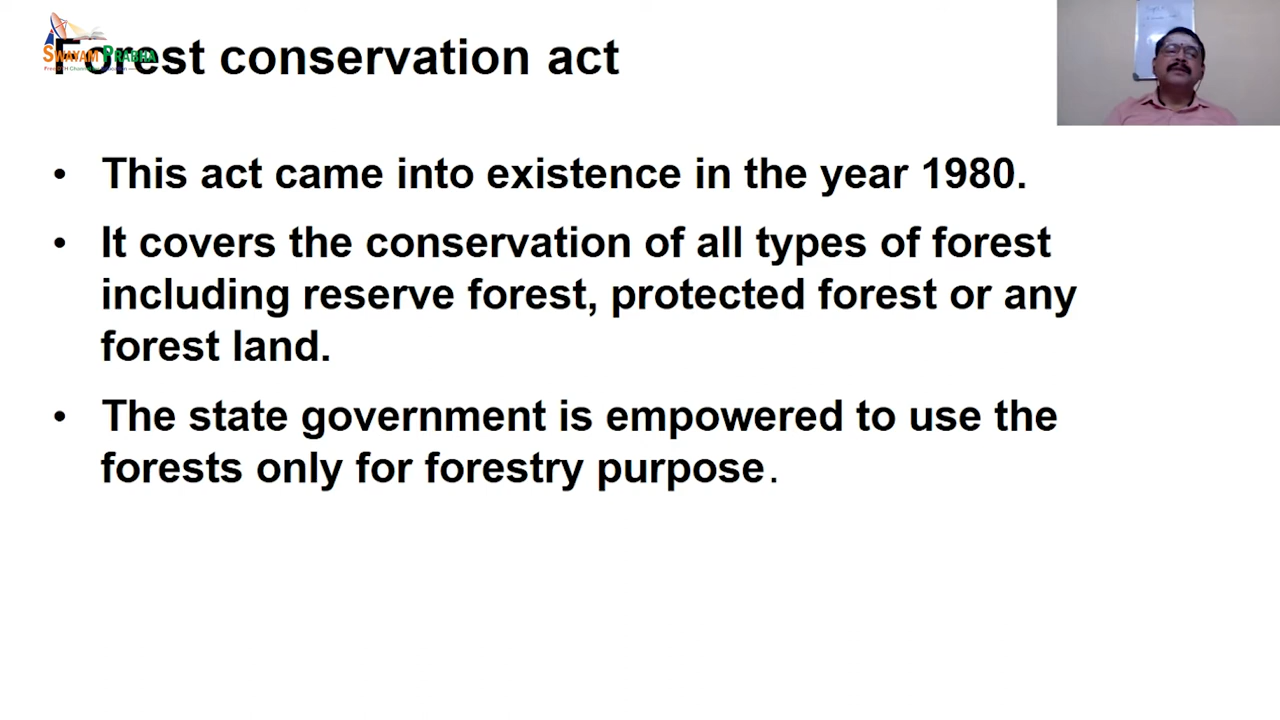 SWAYAM PRABHA
Forest conservation act
• This act came into existence in the year 1980.
• It covers the conservation of all types of forest
including reserve forest, protected forest or any
forest land.
• The state government is empowered to use the
forests only for forestry purpose.